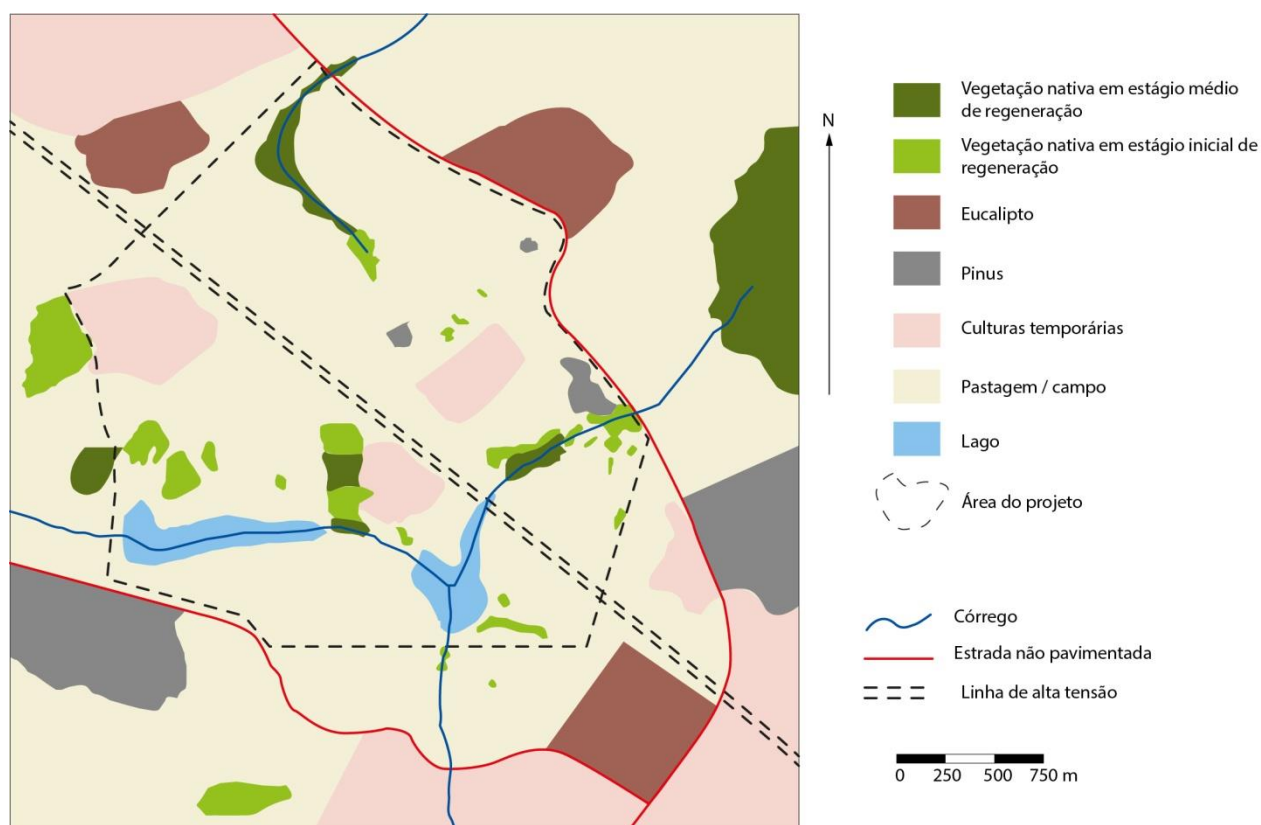 N
Vegetação nativa em estágio médio
de regeneração
Vegetação nativa em estágio inicial de
regeneração
Eucalipto
Pinus
Culturas temporárias
Pastagem / campo
Lago
Área do projeto
Córrego
Estrada não pavimentada
Linha de alta tensão
0 250 500 750 m